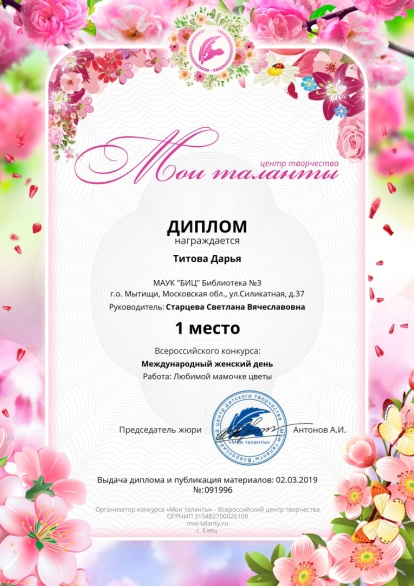 центр творчества
Мои таланты
ДИПЛОМ
награждается
Титова Дарья
МАУК "БИЦ" Библиотека №3
г.о. Мытищи, Московская обл., ул.Силикатная, д.37
Руководитель: Старцева Светлана Вячеславовна
1 место
Всероссийского конкурса:
Международный женский день
Работа: Любимой мамочке цветы
Председатель жюри
«Мои таланты»
Антонов А.И.
Выдача диплома и публикация материалов: 02.03.2019
№:091996
Организатор конкурса «Мои таланты» - Всероссийский центр творчества
ОГРНИП 315482700026100
moi-talanty.ru
г. Елец